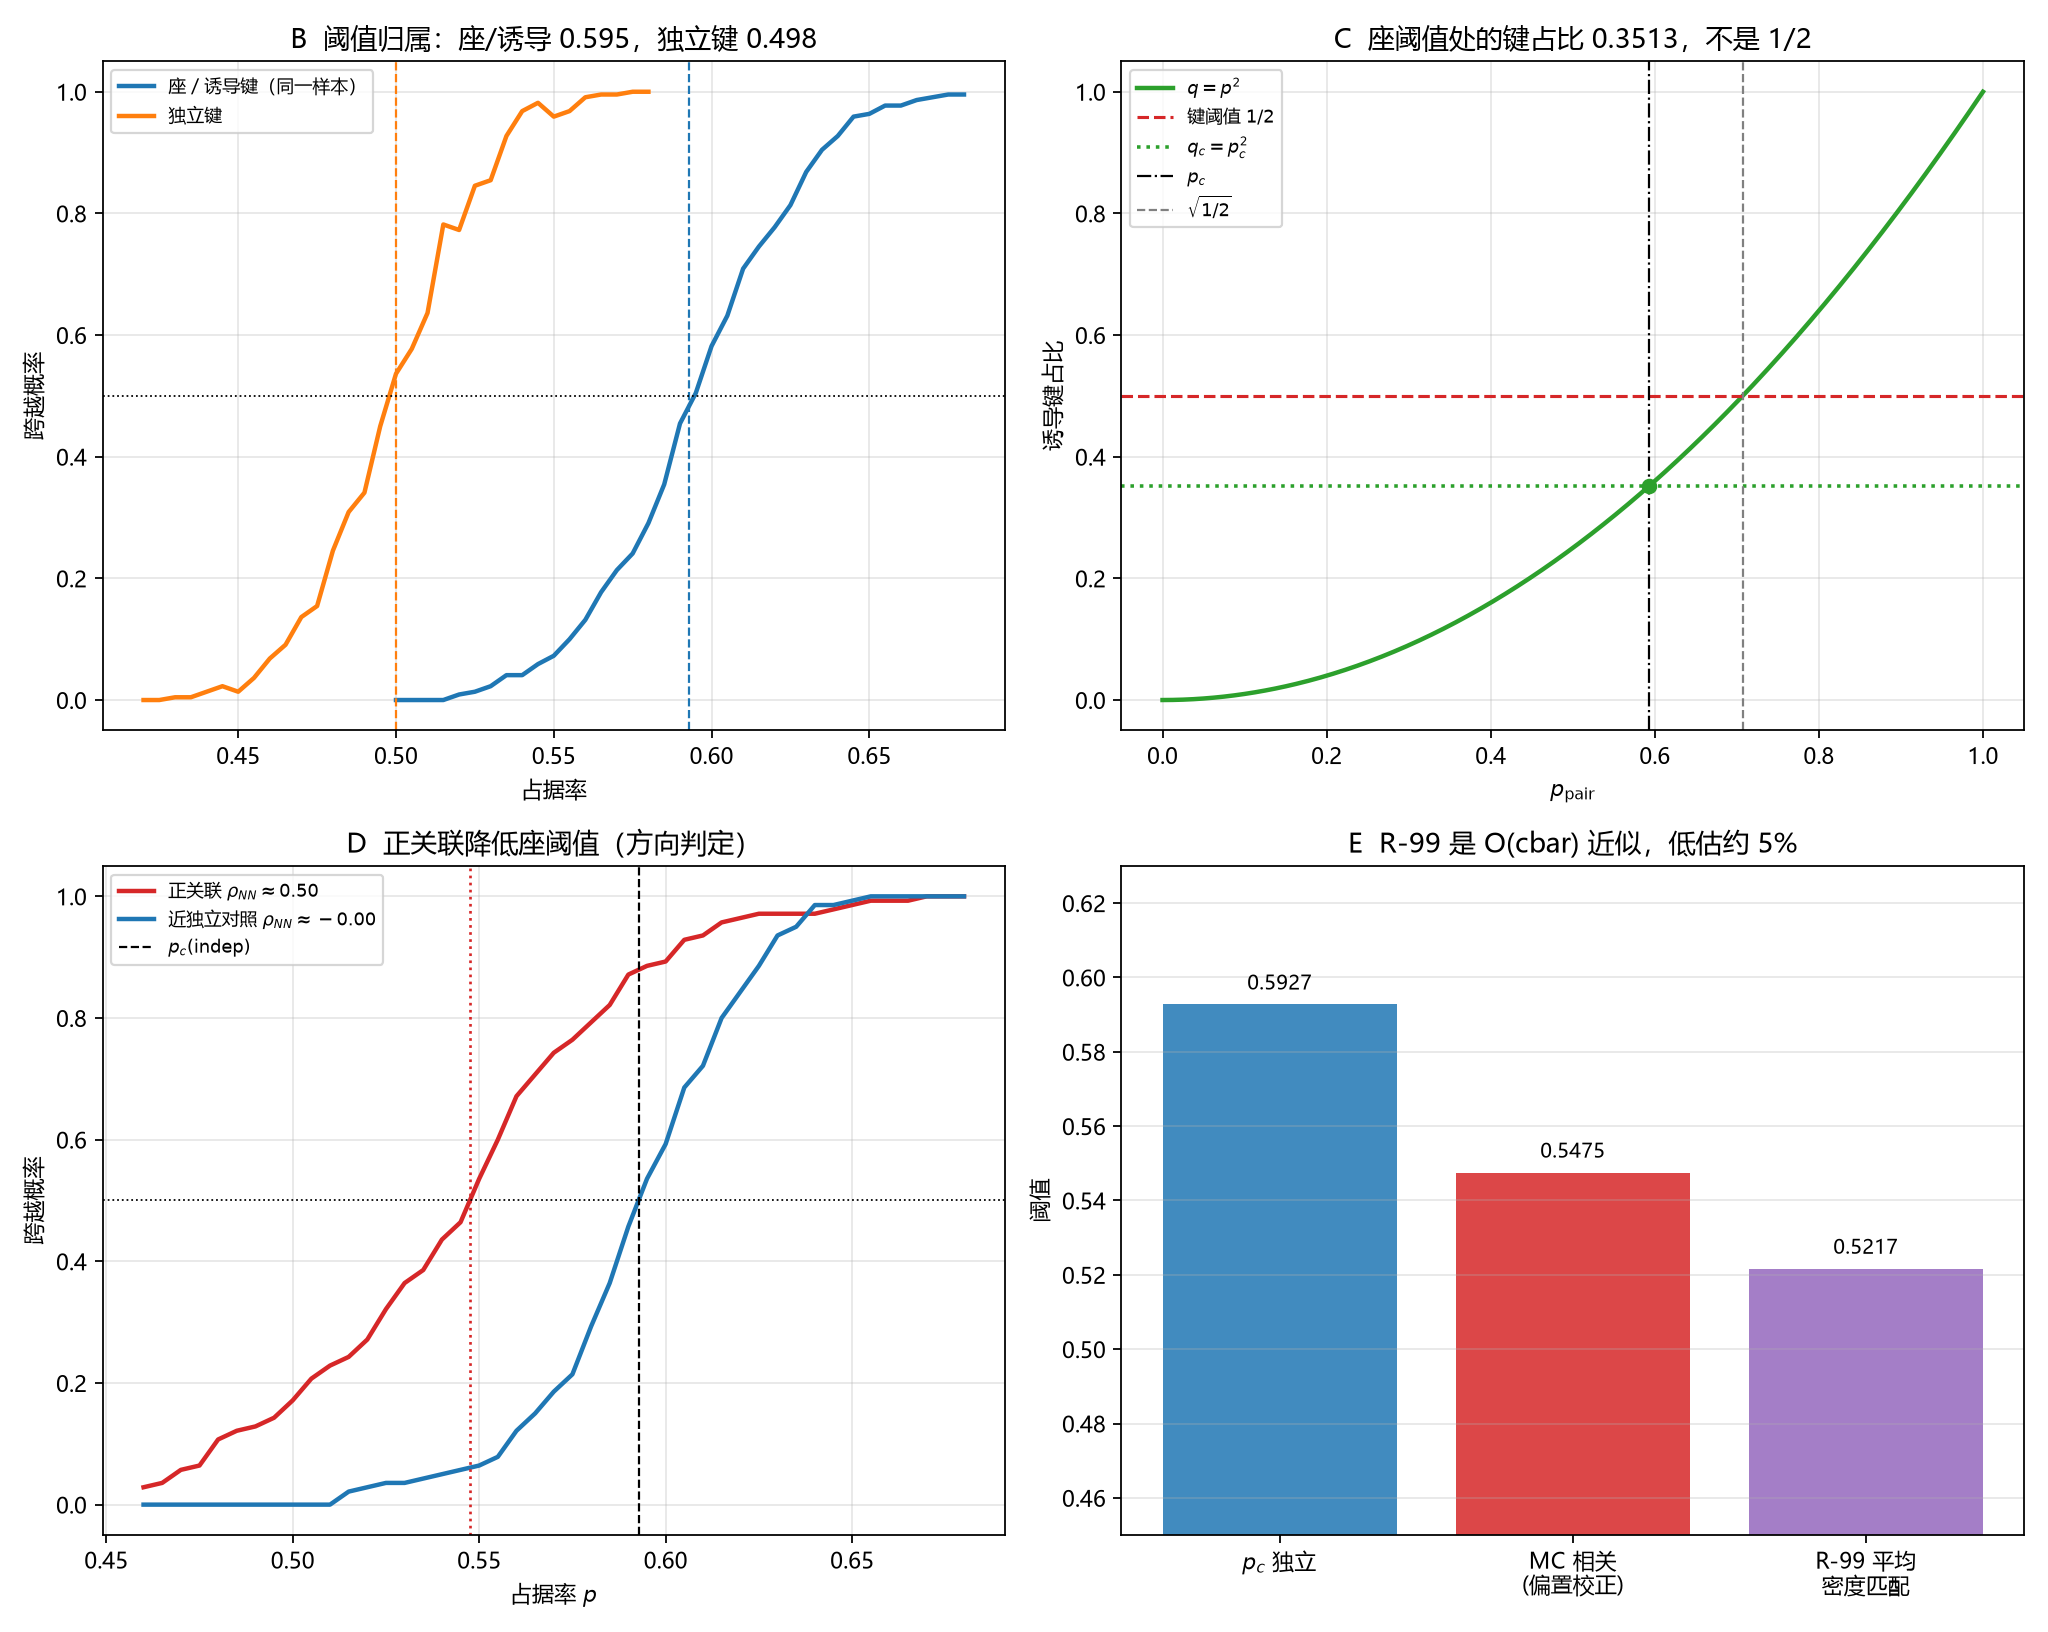 B 阈值归属：座/诱导 0.595，独立键 0.498
座 / 诱导键（同一样本）
独立键
1.0
0.8
0.6
0.4
0.2
0.0
跨越概率
0.45 0.50 0.55 0.60 0.65
占据率
C 座阈值处的键占比 0.3513，不是 1/2
q = p²
键阈值 1/2
q_c = p_c²
p_c
√1/2
1.0
0.8
0.6
0.4
0.2
0.0
诱导键占比
0.0 0.2 0.4 0.6 0.8 1.0
p_pair
D 正关联降低座阈值（方向判定）
正关联 ρ_NN ≈ 0.50
近独立对照 ρ_NN ≈ −0.00
p_c(indep)
1.0
0.8
0.6
0.4
0.2
0.0
跨越概率
0.45 0.50 0.55 0.60 0.65
占据率 p
E R-99 是 O(cbar) 近似，低估约 5%
0.62
0.60
0.58
0.56
0.54
0.52
0.50
0.48
0.46
阈值
0.5927
0.5475
0.5217
p_c 独立
MC 相关
(偏置校正)
R-99 平均
密度匹配